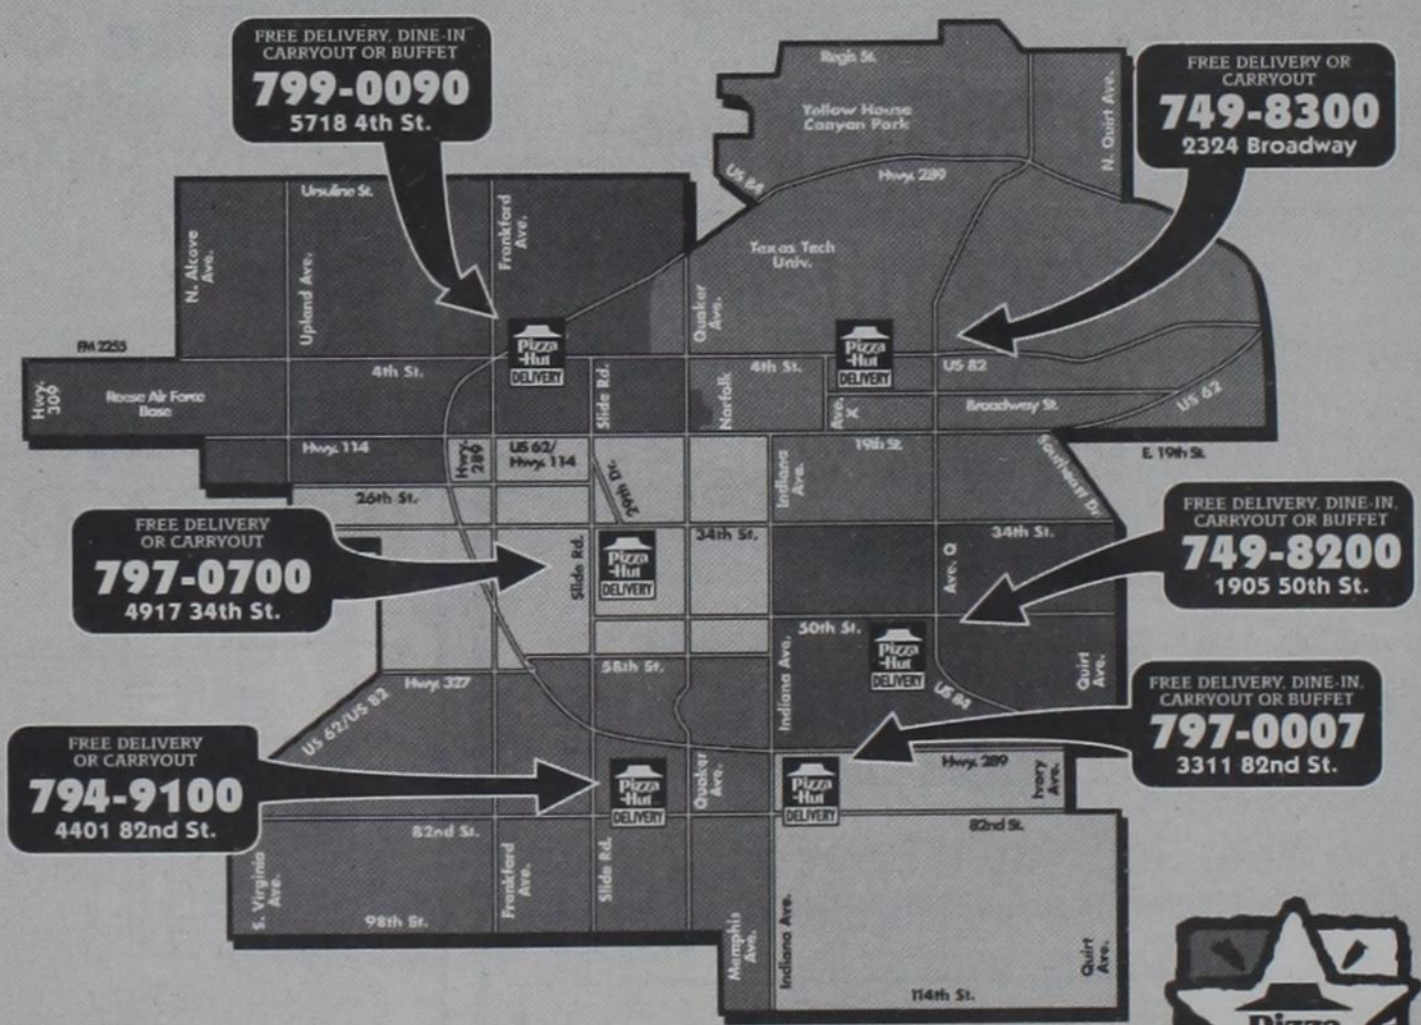 FREE DELIVERY, DINE-IN
CARRYOUT OR BUFFET
799-0090
5718 4th St.
FREE DELIVERY OR
CARRYOUT
749-8300
2324 Broadway
Regis St.
Yellow House
Canyon Park
N. Quirt Ave.
US 84
Hwy. 289
Ursuline St.
N. Alcove
Ave.
Upland Ave.
Frankford
Ave.
Texas Tech
Univ.
Quaker
Ave.
FM 2255
Hwy.
309
Reese Air Force
Base
4th St.
Pizza
Hut
DELIVERY
Slide Rd.
Norfolk
4th St.
Pizza
Hut
DELIVERY
US 82
Ave.
X
Broadway St.
US 62
Hwy. 114
Hwy.
289
US 62/
Hwy. 114
29th Dr.
Indiana
Ave.
19th St.
Southeast Dr.
E. 19th St.
26th St.
FREE DELIVERY
OR CARRYOUT
797-0700
4917 34th St.
Slide Rd.
Pizza
Hut
DELIVERY
34th St.
Ave. Q
34th St.
FREE DELIVERY, DINE-IN,
CARRYOUT OR BUFFET
749-8200
1905 50th St.
50th St.
Pizza
Hut
DELIVERY
58th St.
Indiana Ave.
US 84
Quirt
Ave.
Hwy. 327
US 62/US 82
FREE DELIVERY, DINE-IN,
CARRYOUT OR BUFFET
797-0007
3311 82nd St.
FREE DELIVERY
OR CARRYOUT
794-9100
4401 82nd St.
Pizza
Hut
DELIVERY
Quaker
Ave.
Pizza
Hut
DELIVERY
Hwy. 289
Ivory
Ave.
82nd St.
82nd St.
S. Virginia
Ave.
Frankford
Ave.
Slide Rd.
98th St.
Memphis
Ave.
Indiana Ave.
Quirt
Ave.
114th St.
Pizza